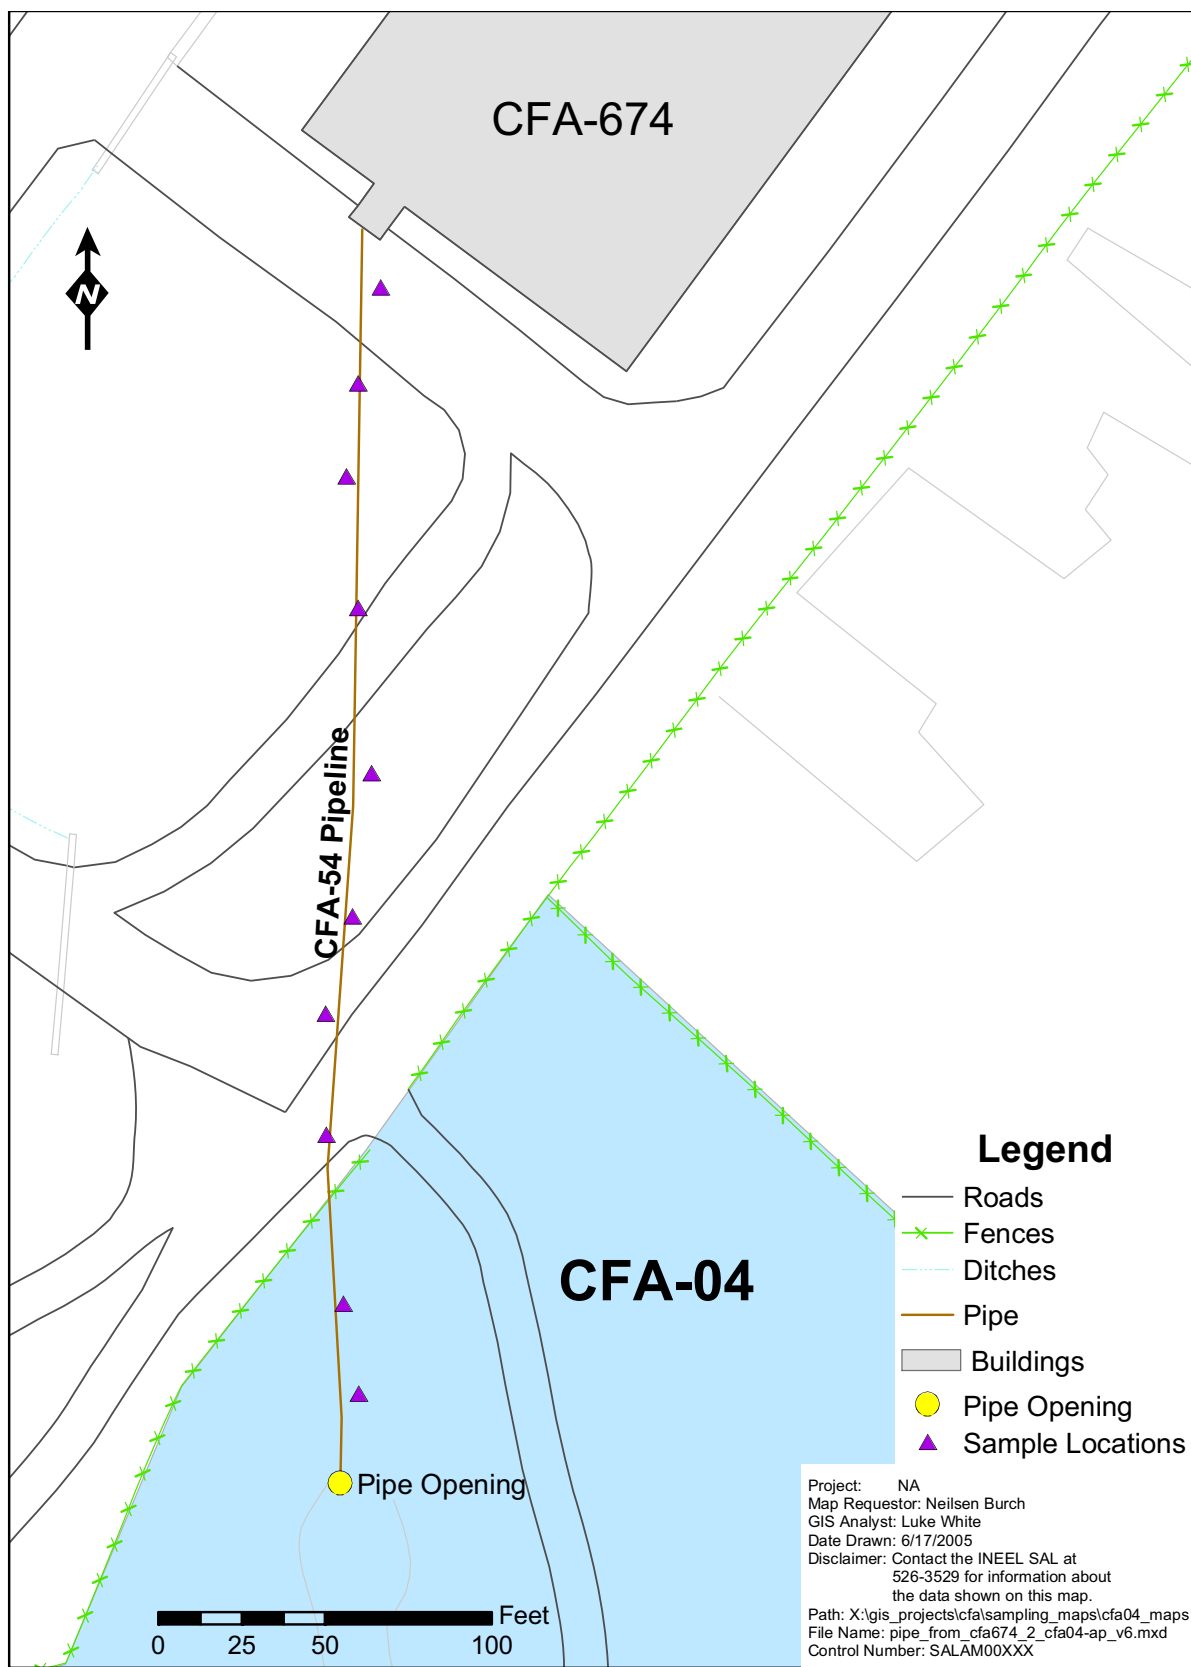 CFA-674
N
CFA-54 Pipeline
CFA-04
Legend
Roads
Fences
Ditches
Pipe
Buildings
Pipe Opening
Sample Locations
Pipe Opening
Feet
0 25 50 100
Project: NA
Map Requestor: Neilsen Burch
GIS Analyst: Luke White
Date Drawn: 6/17/2005
Disclaimer: Contact the INEEL SAL at
526-3529 for information about
the data shown on this map.
Path: X:\gis_projects\cfa\sampling_maps\cfa04_maps
File Name: pipe_from_cfa674_2_cfa04-ap_v6.mxd
Control Number: SALAM00XXX